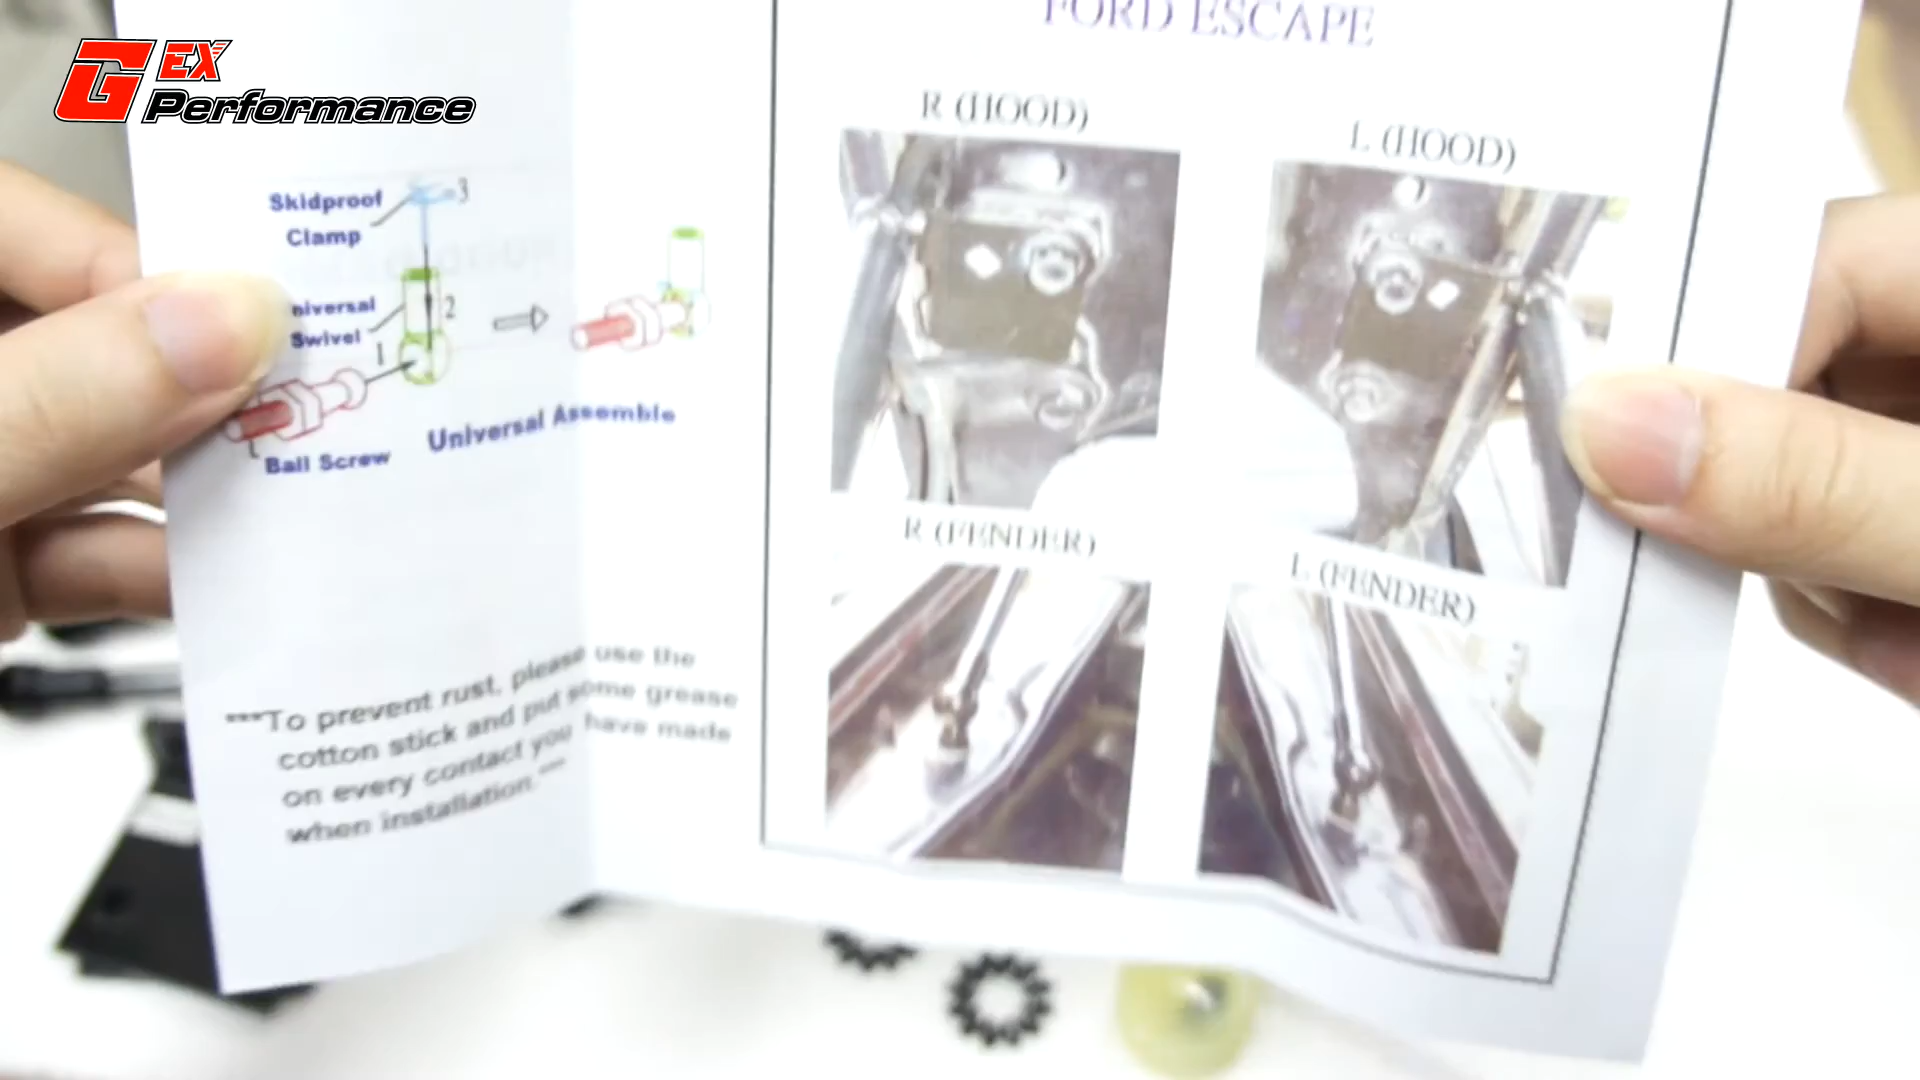 GEX
Performance
FORD ESCAPE
Skidproof
Clamp
3
niversal
Swivel
2
1
Ball Screw
Universal Assemble
***To prevent rust, please use the
cotton stick and put some grease
on every contact you have made
when installation.***
R (HOOD)
L (HOOD)
R (FENDER)
L (FENDER)